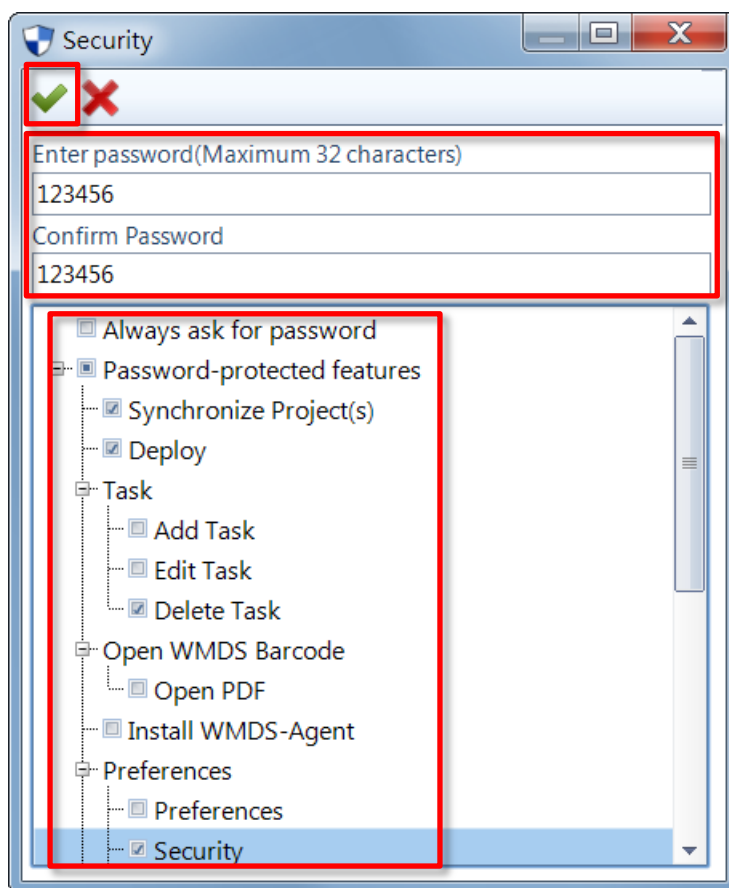 Security
Enter password(Maximum 32 characters)
123456
Confirm Password
123456
Always ask for password
Password-protected features
Synchronize Project(s)
Deploy
Task
Add Task
Edit Task
Delete Task
Open WMDS Barcode
Open PDF
Install WMDS-Agent
Preferences
Preferences
Security